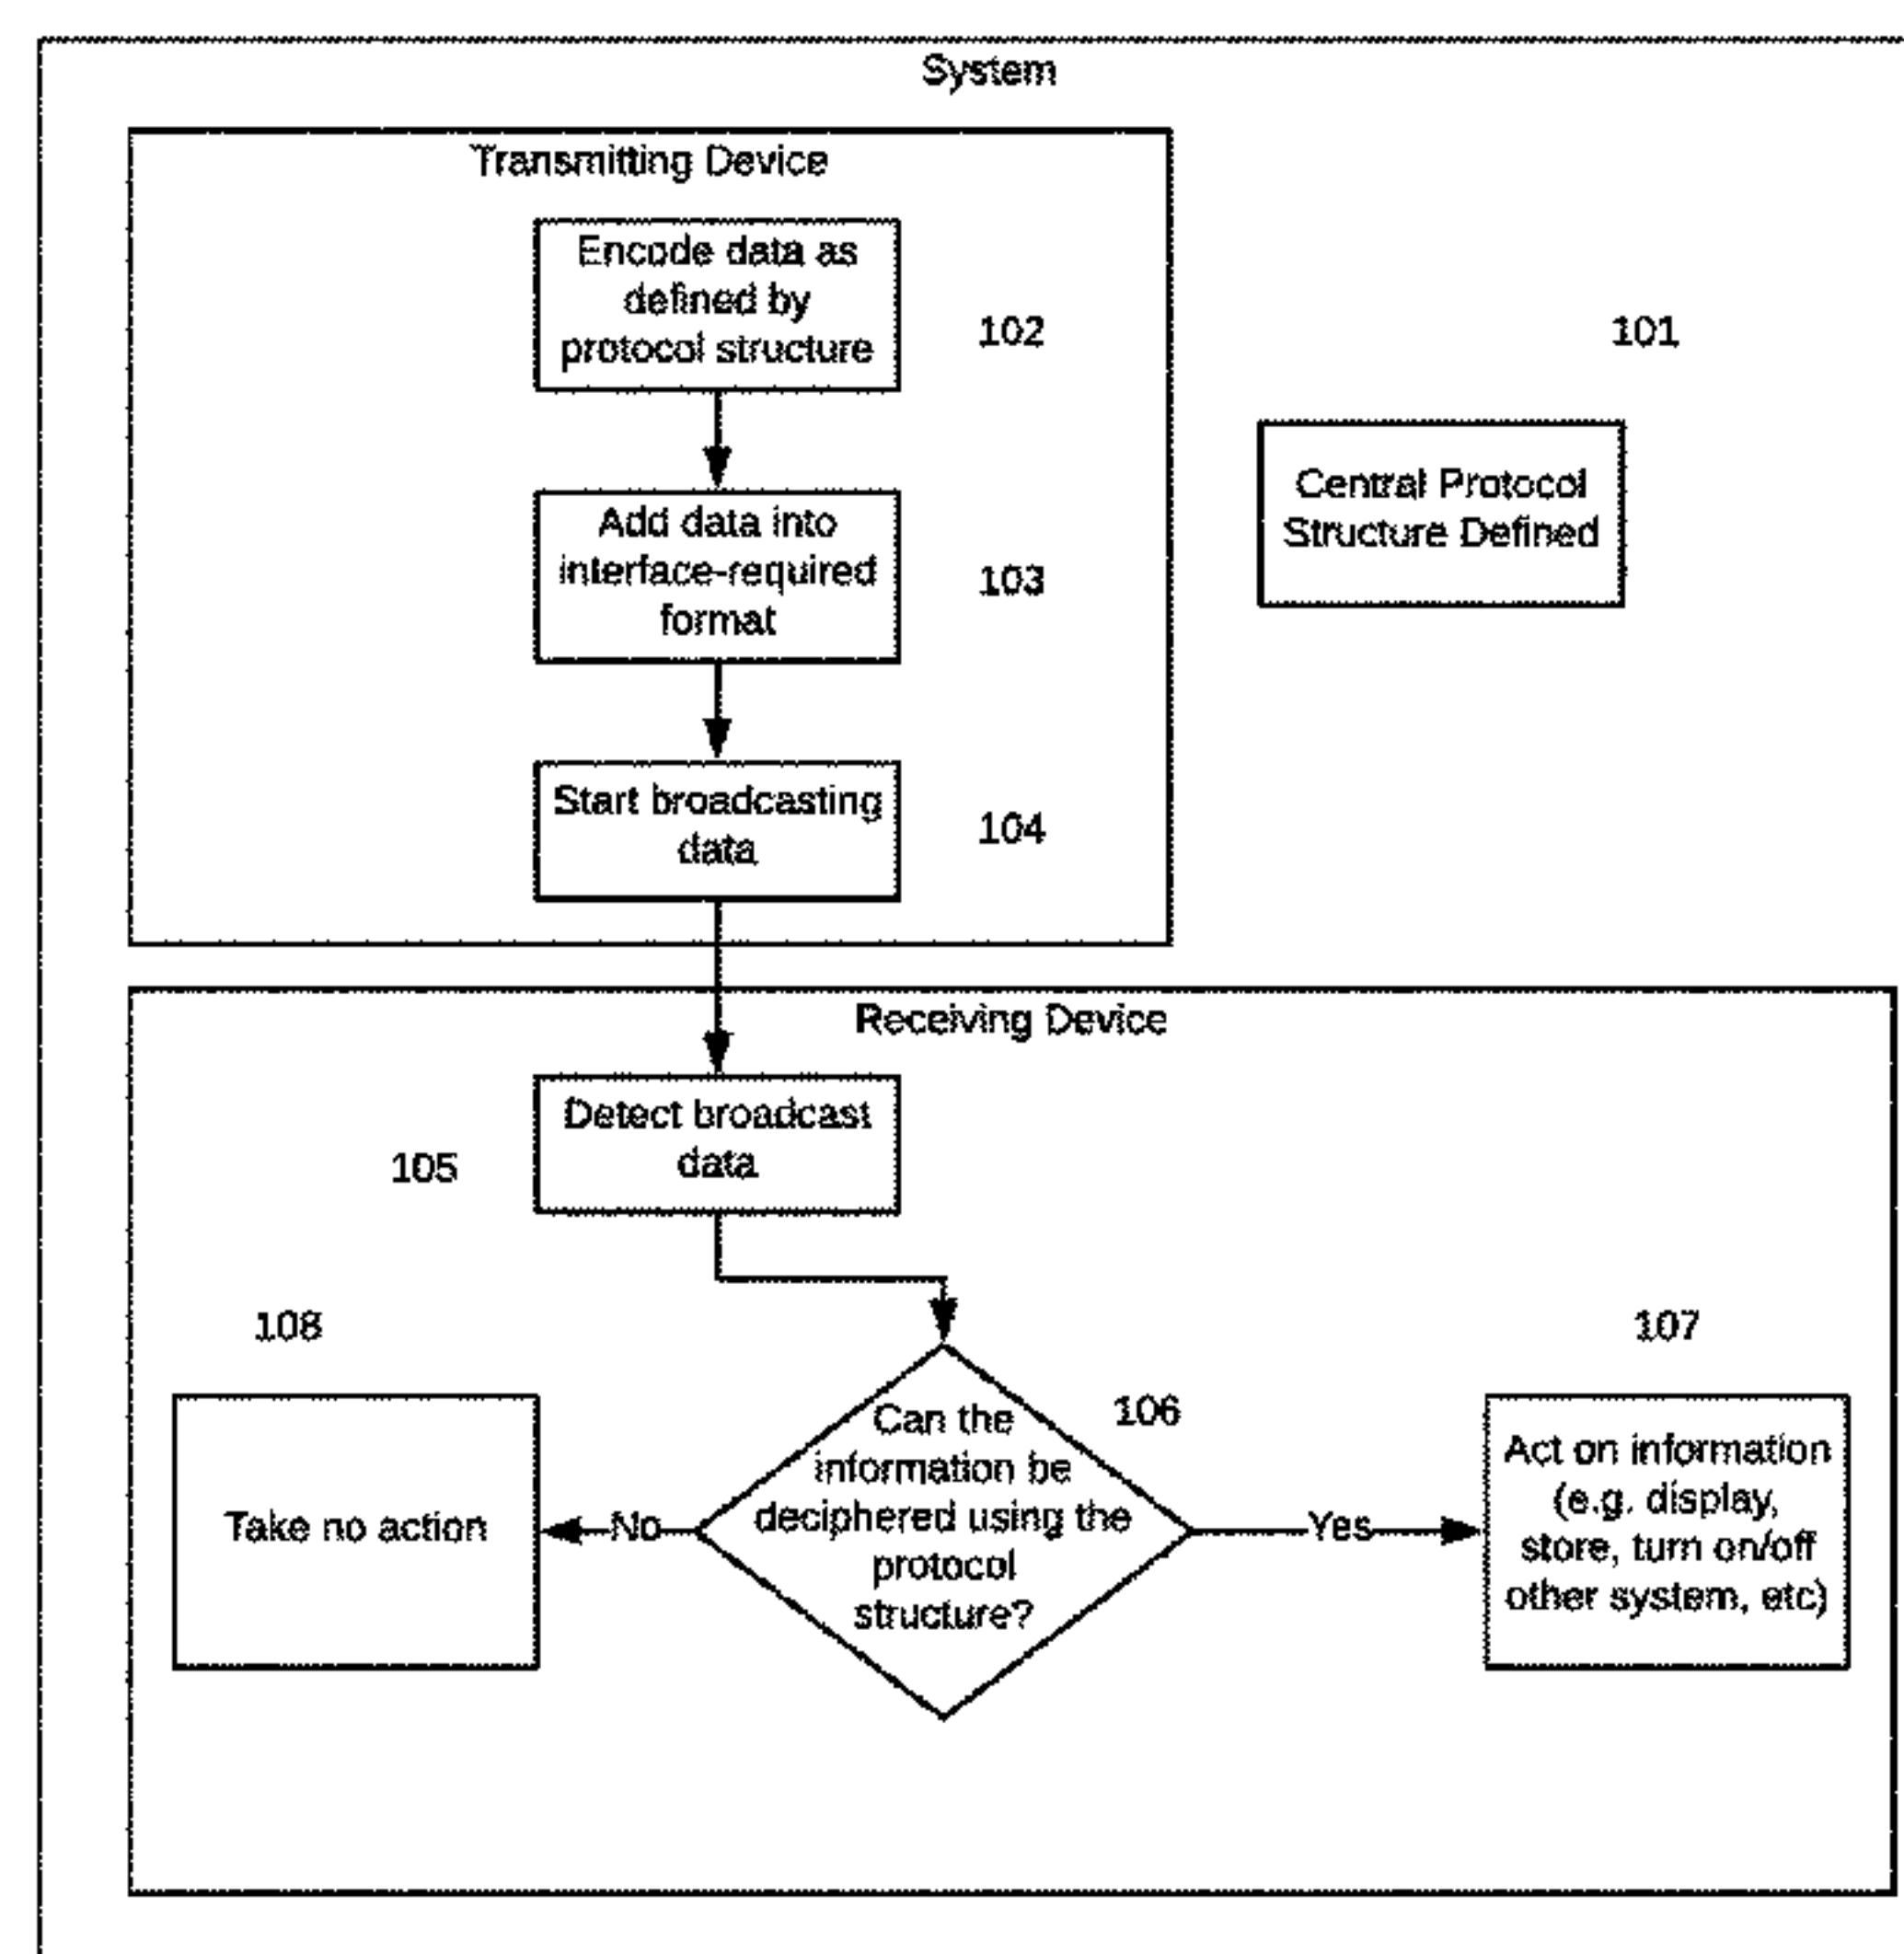 System
Transmitting Device
Encode data as
defined by
protocol structure
102
101
Central Protocol
Structure Defined
Add data into
interface-required
format
103
Start broadcasting
data
104
Receiving Device
Detect broadcast
data
105
108
107
106
Can the
information be
deciphered using the
protocol
structure?
No
Yes
Take no action
Act on information
(e.g. display,
store, turn on/off
other system, etc)